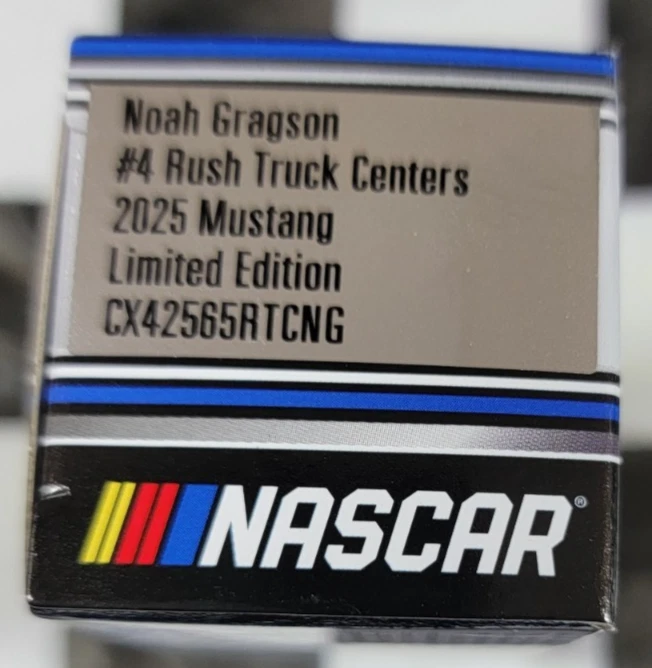 Noah Gragson
#4 Rush Truck Centers
2025 Mustang
Limited Edition
CX42565RTCNG
NASCAR®